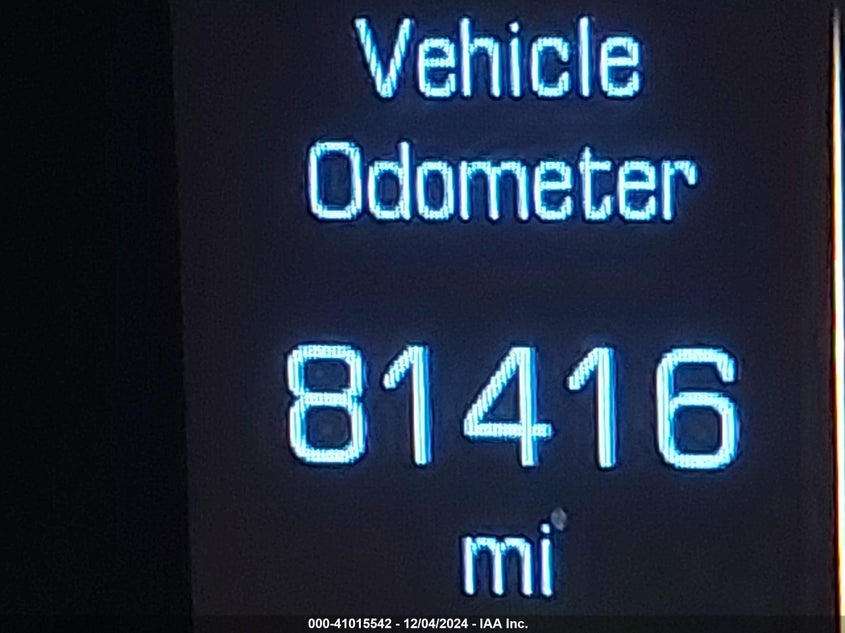 Vehicle
Odometer
81416
mi
000-41015542 - 12/04/2024 - IAA Inc.